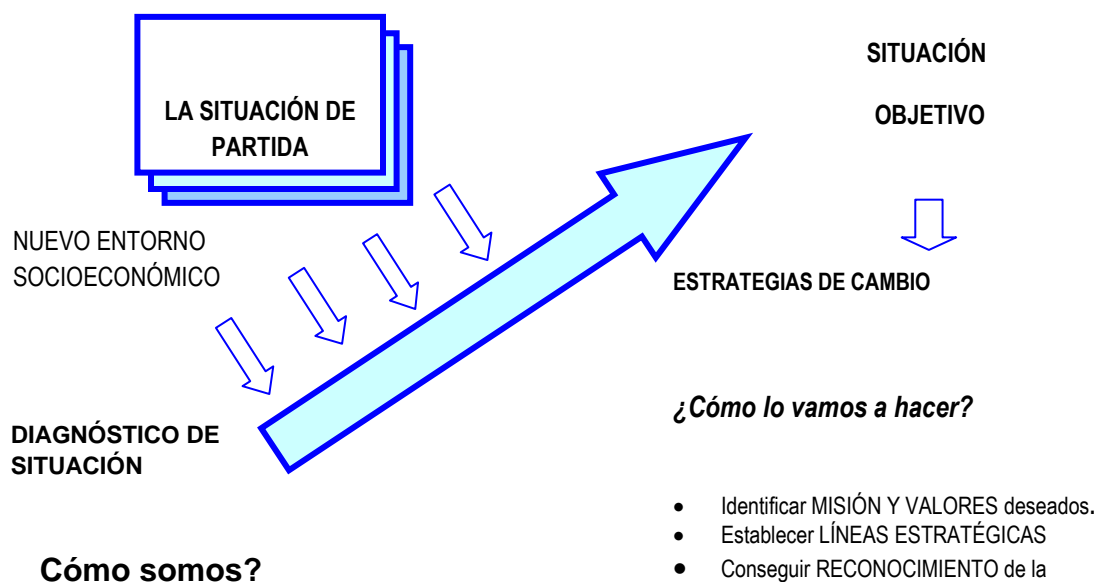 LA SITUACIÓN DE
PARTIDA
SITUACIÓN
OBJETIVO
NUEVO ENTORNO
SOCIOECONÓMICO
ESTRATEGIAS DE CAMBIO
¿Cómo lo vamos a hacer?
DIAGNÓSTICO DE
SITUACIÓN
• Identificar MISIÓN Y VALORES deseados.
• Establecer LÍNEAS ESTRATÉGICAS
• Conseguir RECONOCIMIENTO de la
Cómo somos?